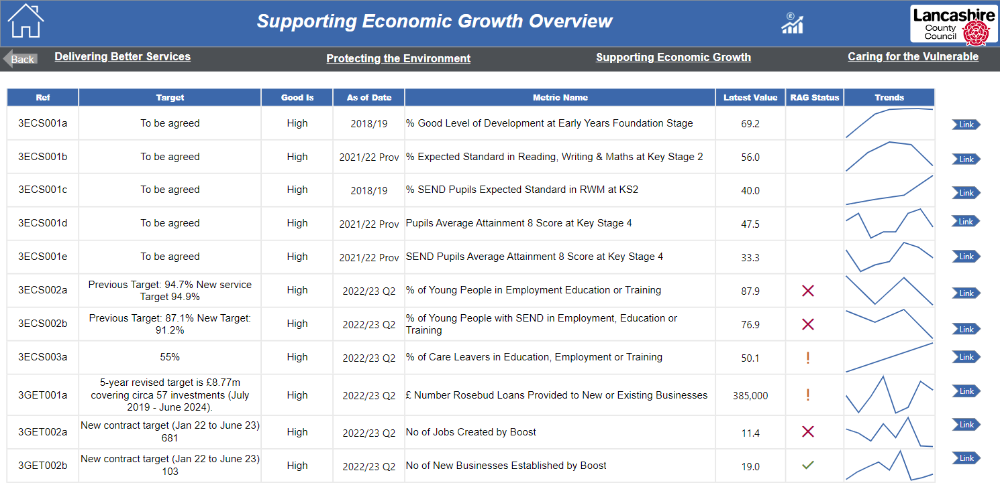 Supporting Economic Growth Overview
£
Lancashire
County
Council
Back
Delivering Better Services
Protecting the Environment
Supporting Economic Growth
Caring for the Vulnerable
Ref Target Good Is As of Date Metric Name Latest Value RAG Status Trends
3ECS001a To be agreed High 2018/19 % Good Level of Development at Early Years Foundation Stage 69.2 Link
3ECS001b To be agreed High 2021/22 Prov % Expected Standard in Reading, Writing & Maths at Key Stage 2 56.0 Link
3ECS001c To be agreed High 2018/19 % SEND Pupils Expected Standard in RWM at KS2 40.0 Link
3ECS001d To be agreed High 2021/22 Prov Pupils Average Attainment 8 Score at Key Stage 4 47.5 Link
3ECS001e To be agreed High 2021/22 Prov SEND Pupils Average Attainment 8 Score at Key Stage 4 33.3 Link
3ECS002a Previous Target: 94.7% New service
Target 94.9% High 2022/23 Q2 % of Young People in Employment Education or Training 87.9 Link
3ECS002b Previous Target: 87.1% New Target:
91.2% High 2022/23 Q2 % of Young People with SEND in Employment, Education or
Training 76.9 Link
3ECS003a 55% High 2022/23 Q2 % of Care Leavers in Education, Employment or Training 50.1 ! Link
3GET001a 5-year revised target is £8.77m
covering circa 57 investments (July
2019 - June 2024). High 2022/23 Q2 £ Number Rosebud Loans Provided to New or Existing Businesses 385,000 ! Link
3GET002a New contract target (Jan 22 to June 23)
681 High 2022/23 Q2 No of Jobs Created by Boost 11.4 Link
3GET002b New contract target (Jan 22 to June 23)
103 High 2022/23 Q2 No of New Businesses Established by Boost 19.0 Link